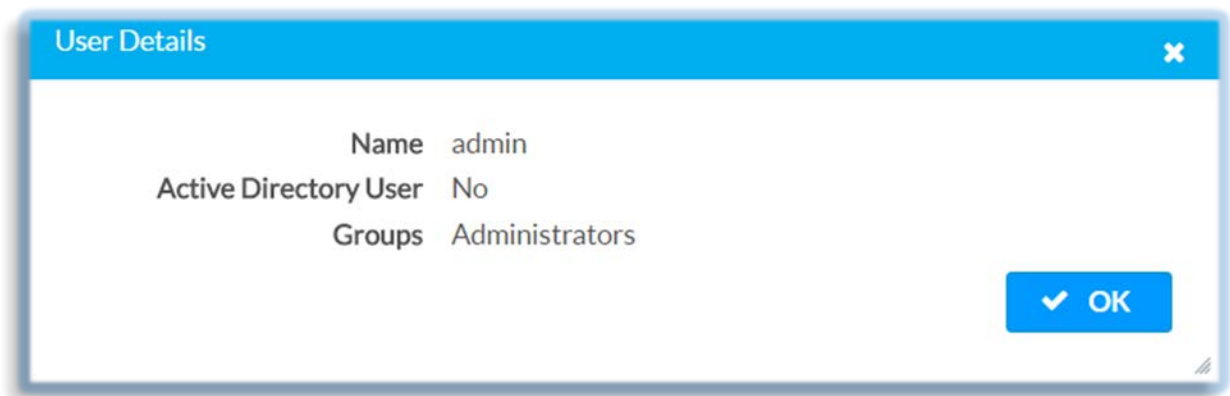 User Details
Name admin
Active Directory User No
Groups Administrators
OK